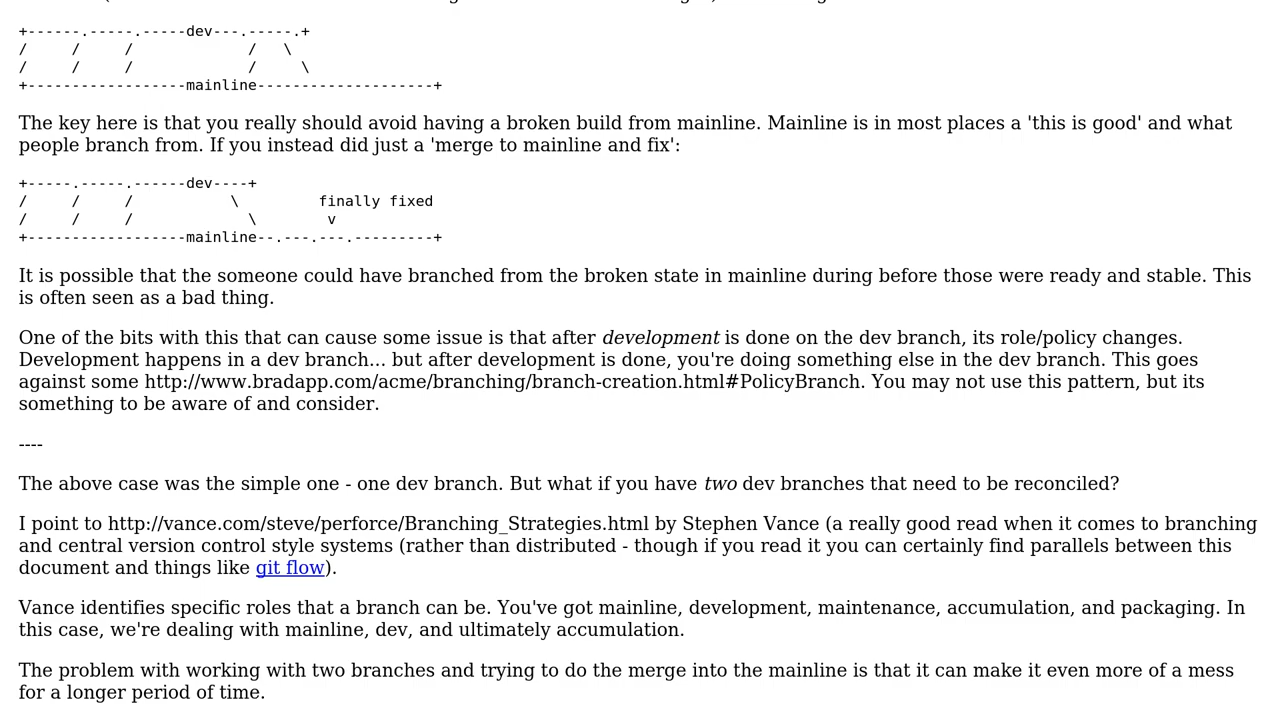 +------.-----.-----dev---.-----.+
/     /     /             /   \
/     /     /             /     \
+------------------mainline--------------------+
The key here is that you really should avoid having a broken build from mainline. Mainline is in most places a 'this is good' and what
people branch from. If you instead did just a 'merge to mainline and fix':
+-----.-----.------dev----+
/     /     /           \         finally fixed
/     /     /             \        v
+------------------mainline--.---.---.---------+
It is possible that the someone could have branched from the broken state in mainline during before those were ready and stable. This
is often seen as a bad thing.
One of the bits with this that can cause some issue is that after development is done on the dev branch, its role/policy changes.
Development happens in a dev branch... but after development is done, you're doing something else in the dev branch. This goes
against some http://www.bradapp.com/acme/branching/branch-creation.html#PolicyBranch. You may not use this pattern, but its
something to be aware of and consider.
----
The above case was the simple one - one dev branch. But what if you have two dev branches that need to be reconciled?
I point to http://vance.com/steve/perforce/Branching_Strategies.html by Stephen Vance (a really good read when it comes to branching
and central version control style systems (rather than distributed - though if you read it you can certainly find parallels between this
document and things like git flow).
Vance identifies specific roles that a branch can be. You've got mainline, development, maintenance, accumulation, and packaging. In
this case, we're dealing with mainline, dev, and ultimately accumulation.
The problem with working with two branches and trying to do the merge into the mainline is that it can make it even more of a mess
for a longer period of time.